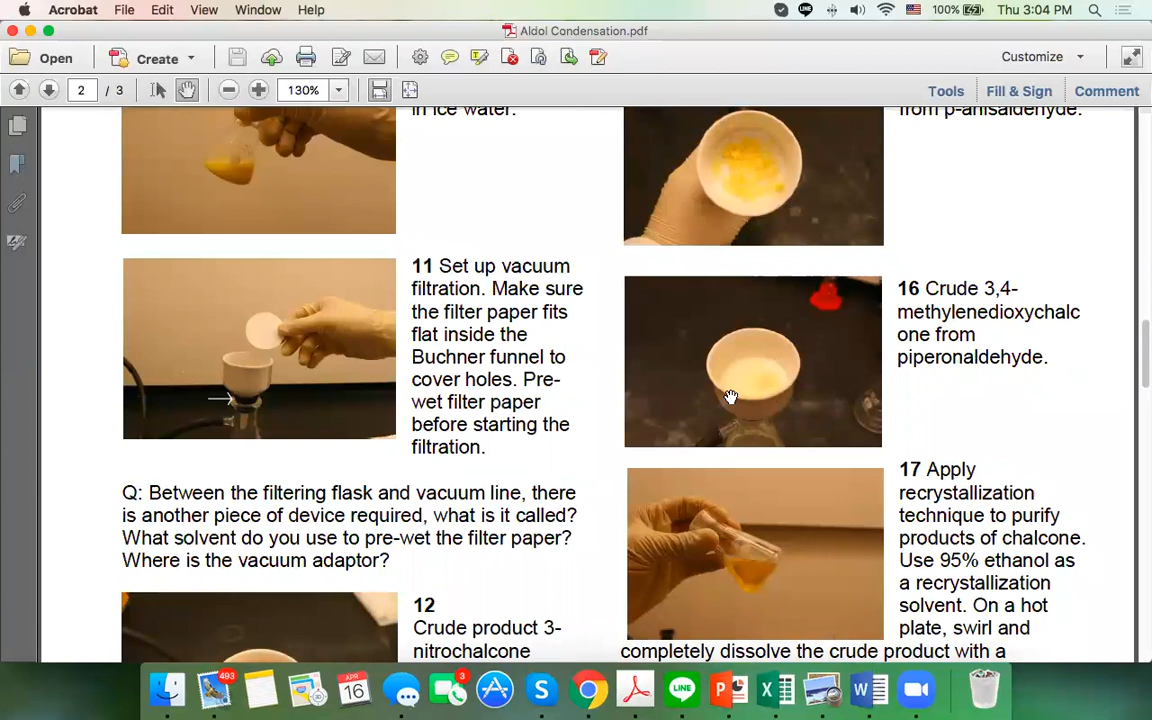 Acrobat File Edit View Window Help
100% Thu 3:04 PM
Aldol Condensation.pdf
Open Create Customize
2 / 3 130% Tools Fill & Sign Comment
in ice water.
11 Set up vacuum
filtration. Make sure
the filter paper fits
flat inside the
Buchner funnel to
cover holes. Pre-
wet filter paper
before starting the
filtration.
Q: Between the filtering flask and vacuum line, there
is another piece of device required, what is it called?
What solvent do you use to pre-wet the filter paper?
Where is the vacuum adaptor?
12
Crude product 3-
nitrochalcone
from p-anisaldehyde.
16 Crude 3,4-
methylenedioxychalc
one from
piperonaldehyde.
17 Apply
recrystallization
technique to purify
products of chalcone.
Use 95% ethanol as
a recrystallization
solvent. On a hot
plate, swirl and
completely dissolve the crude product with a
493
APR
16
3
LINE